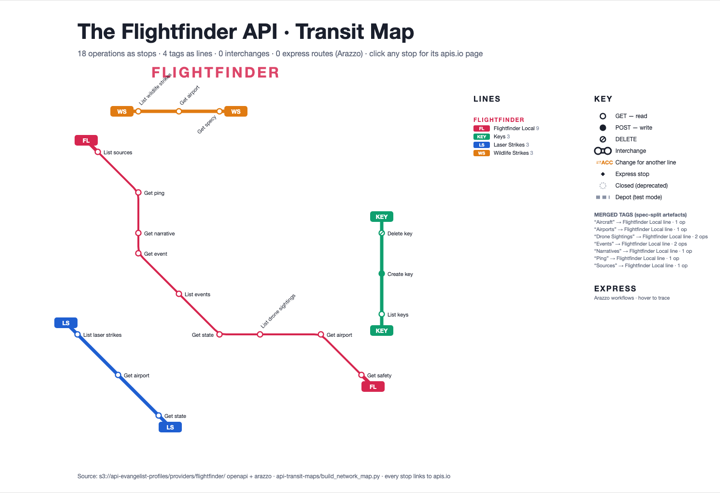 The Flightfinder API · Transit Map
18 operations as stops · 4 tags as lines · 0 interchanges · 0 express routes (Arazzo) · click any stop for its apis.io page
FLIGHTFINDER
List wildlife strikes
Get airport
WS
WS
Get specy
FL
List sources
Get ping
Get narrative
Get event
List events
Get state
List drone sightings
Get airport
Get safety
FL
KEY
Delete key
Create key
List keys
KEY
LS
List laser strikes
Get airport
Get state
LS
LINES
FLIGHTFINDER
FL Flightfinder Local 9
KEY Keys 3
LS Laser Strikes 3
WS Wildlife Strikes 3
KEY
GET — read
POST — write
DELETE
Interchange
⇄ACC Change for another line
Express stop
Closed (deprecated)
Depot (test mode)
MERGED TAGS (spec-split artefacts)
"Aircraft" → Flightfinder Local line · 1 op
"Airports" → Flightfinder Local line · 1 op
"Drone Sightings" → Flightfinder Local line · 2 ops
"Events" → Flightfinder Local line · 2 ops
"Narratives" → Flightfinder Local line · 1 op
"Ping" → Flightfinder Local line · 1 op
"Sources" → Flightfinder Local line · 1 op
EXPRESS
Arazzo workflows · hover to trace
Source: s3://api-evangelist-profiles/providers/flightfinder/ openapi + arazzo · api-transit-maps/build_network_map.py · every stop links to apis.io